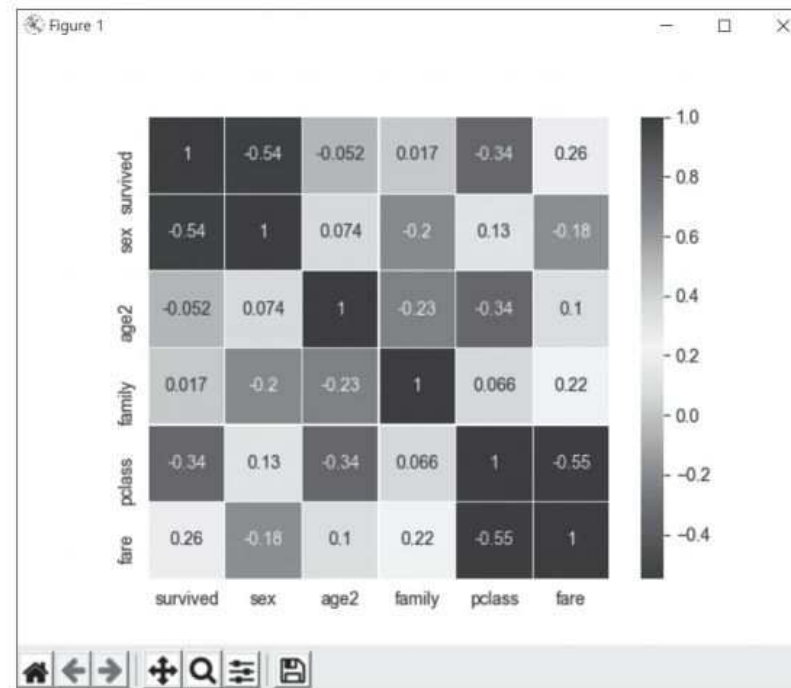 Figure 1
survived 1 -0.54 -0.052 0.017 -0.34 0.26
sex -0.54 1 0.074 -0.2 0.13 -0.18
age2 -0.052 0.074 1 -0.23 -0.34 0.1
family 0.017 -0.2 -0.23 1 0.066 0.22
pclass -0.34 0.13 -0.34 0.066 1 -0.55
fare 0.26 -0.18 0.1 0.22 -0.55 1
survived sex age2 family pclass fare
1.0
0.8
0.6
0.4
0.2
0.0
−0.2
−0.4